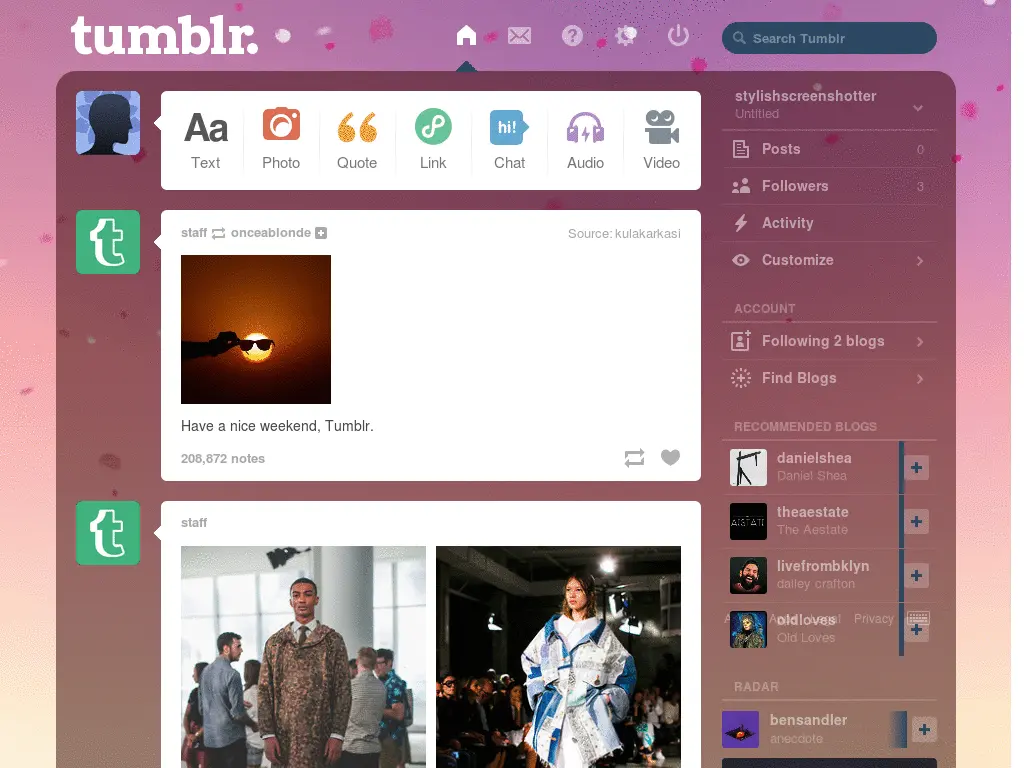 tumblr.
Search Tumblr
Aa
hi!
Text
Photo
Quote
Link
Chat
Audio
Video
staff onceablonde
Source: kulakarkasi
Have a nice weekend, Tumblr.
208,872 notes
staff
stylishscreenshotter
Untitled
Posts 0
Followers 3
Activity
Customize
ACCOUNT
Following 2 blogs
Find Blogs
RECOMMENDED BLOGS
danielshea
Daniel Shea
theaestate
The Aestate
livefrombklyn
dailey crafton
oldloves
Privacy
Old Loves
RADAR
bensandler
anecdote